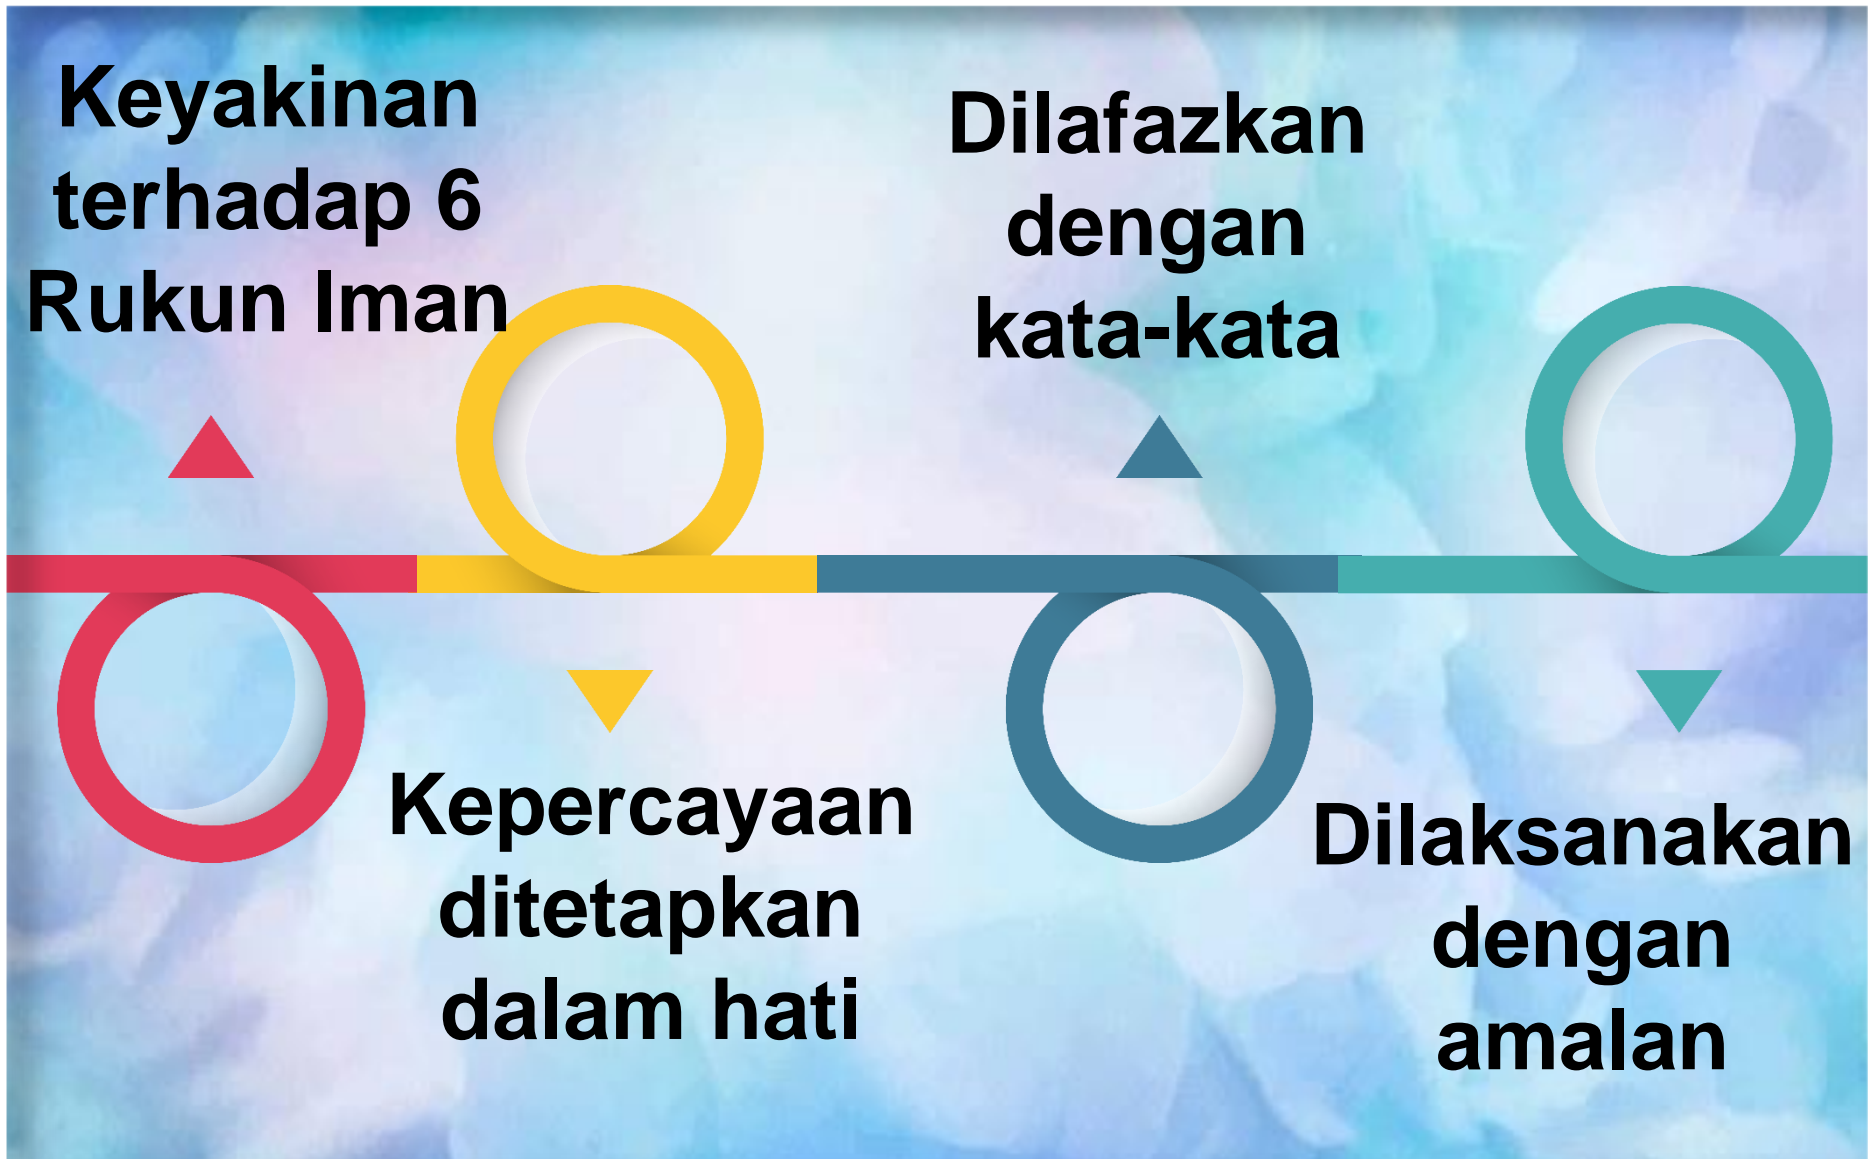 Keyakinan
terhadap 6
Rukun Iman
Kepercayaan
ditetapkan
dalam hati
Dilafazkan
dengan
kata-kata
Dilaksanakan
dengan
amalan